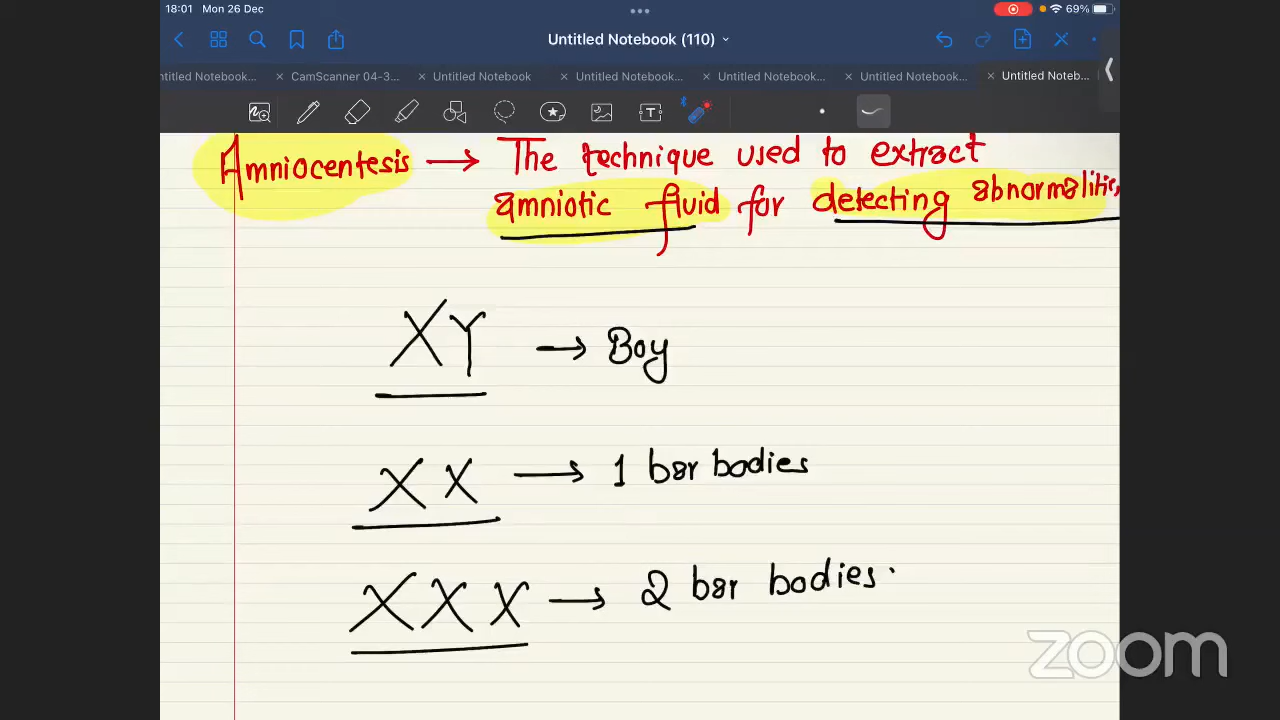 18:01 Mon 26 Dec
69%
Untitled Notebook (110)
ntitled Notebook...
CamScanner 04-3...
Untitled Notebook
Untitled Notebook...
Untitled Notebook...
Untitled Notebook...
Untitled Noteb...
Amniocentesis → The technique used to extract
amniotic fluid for detecting abnormalities,
XY → Boy
XX → 1 bar bodies
XXX → 2 bar bodies.
zoom